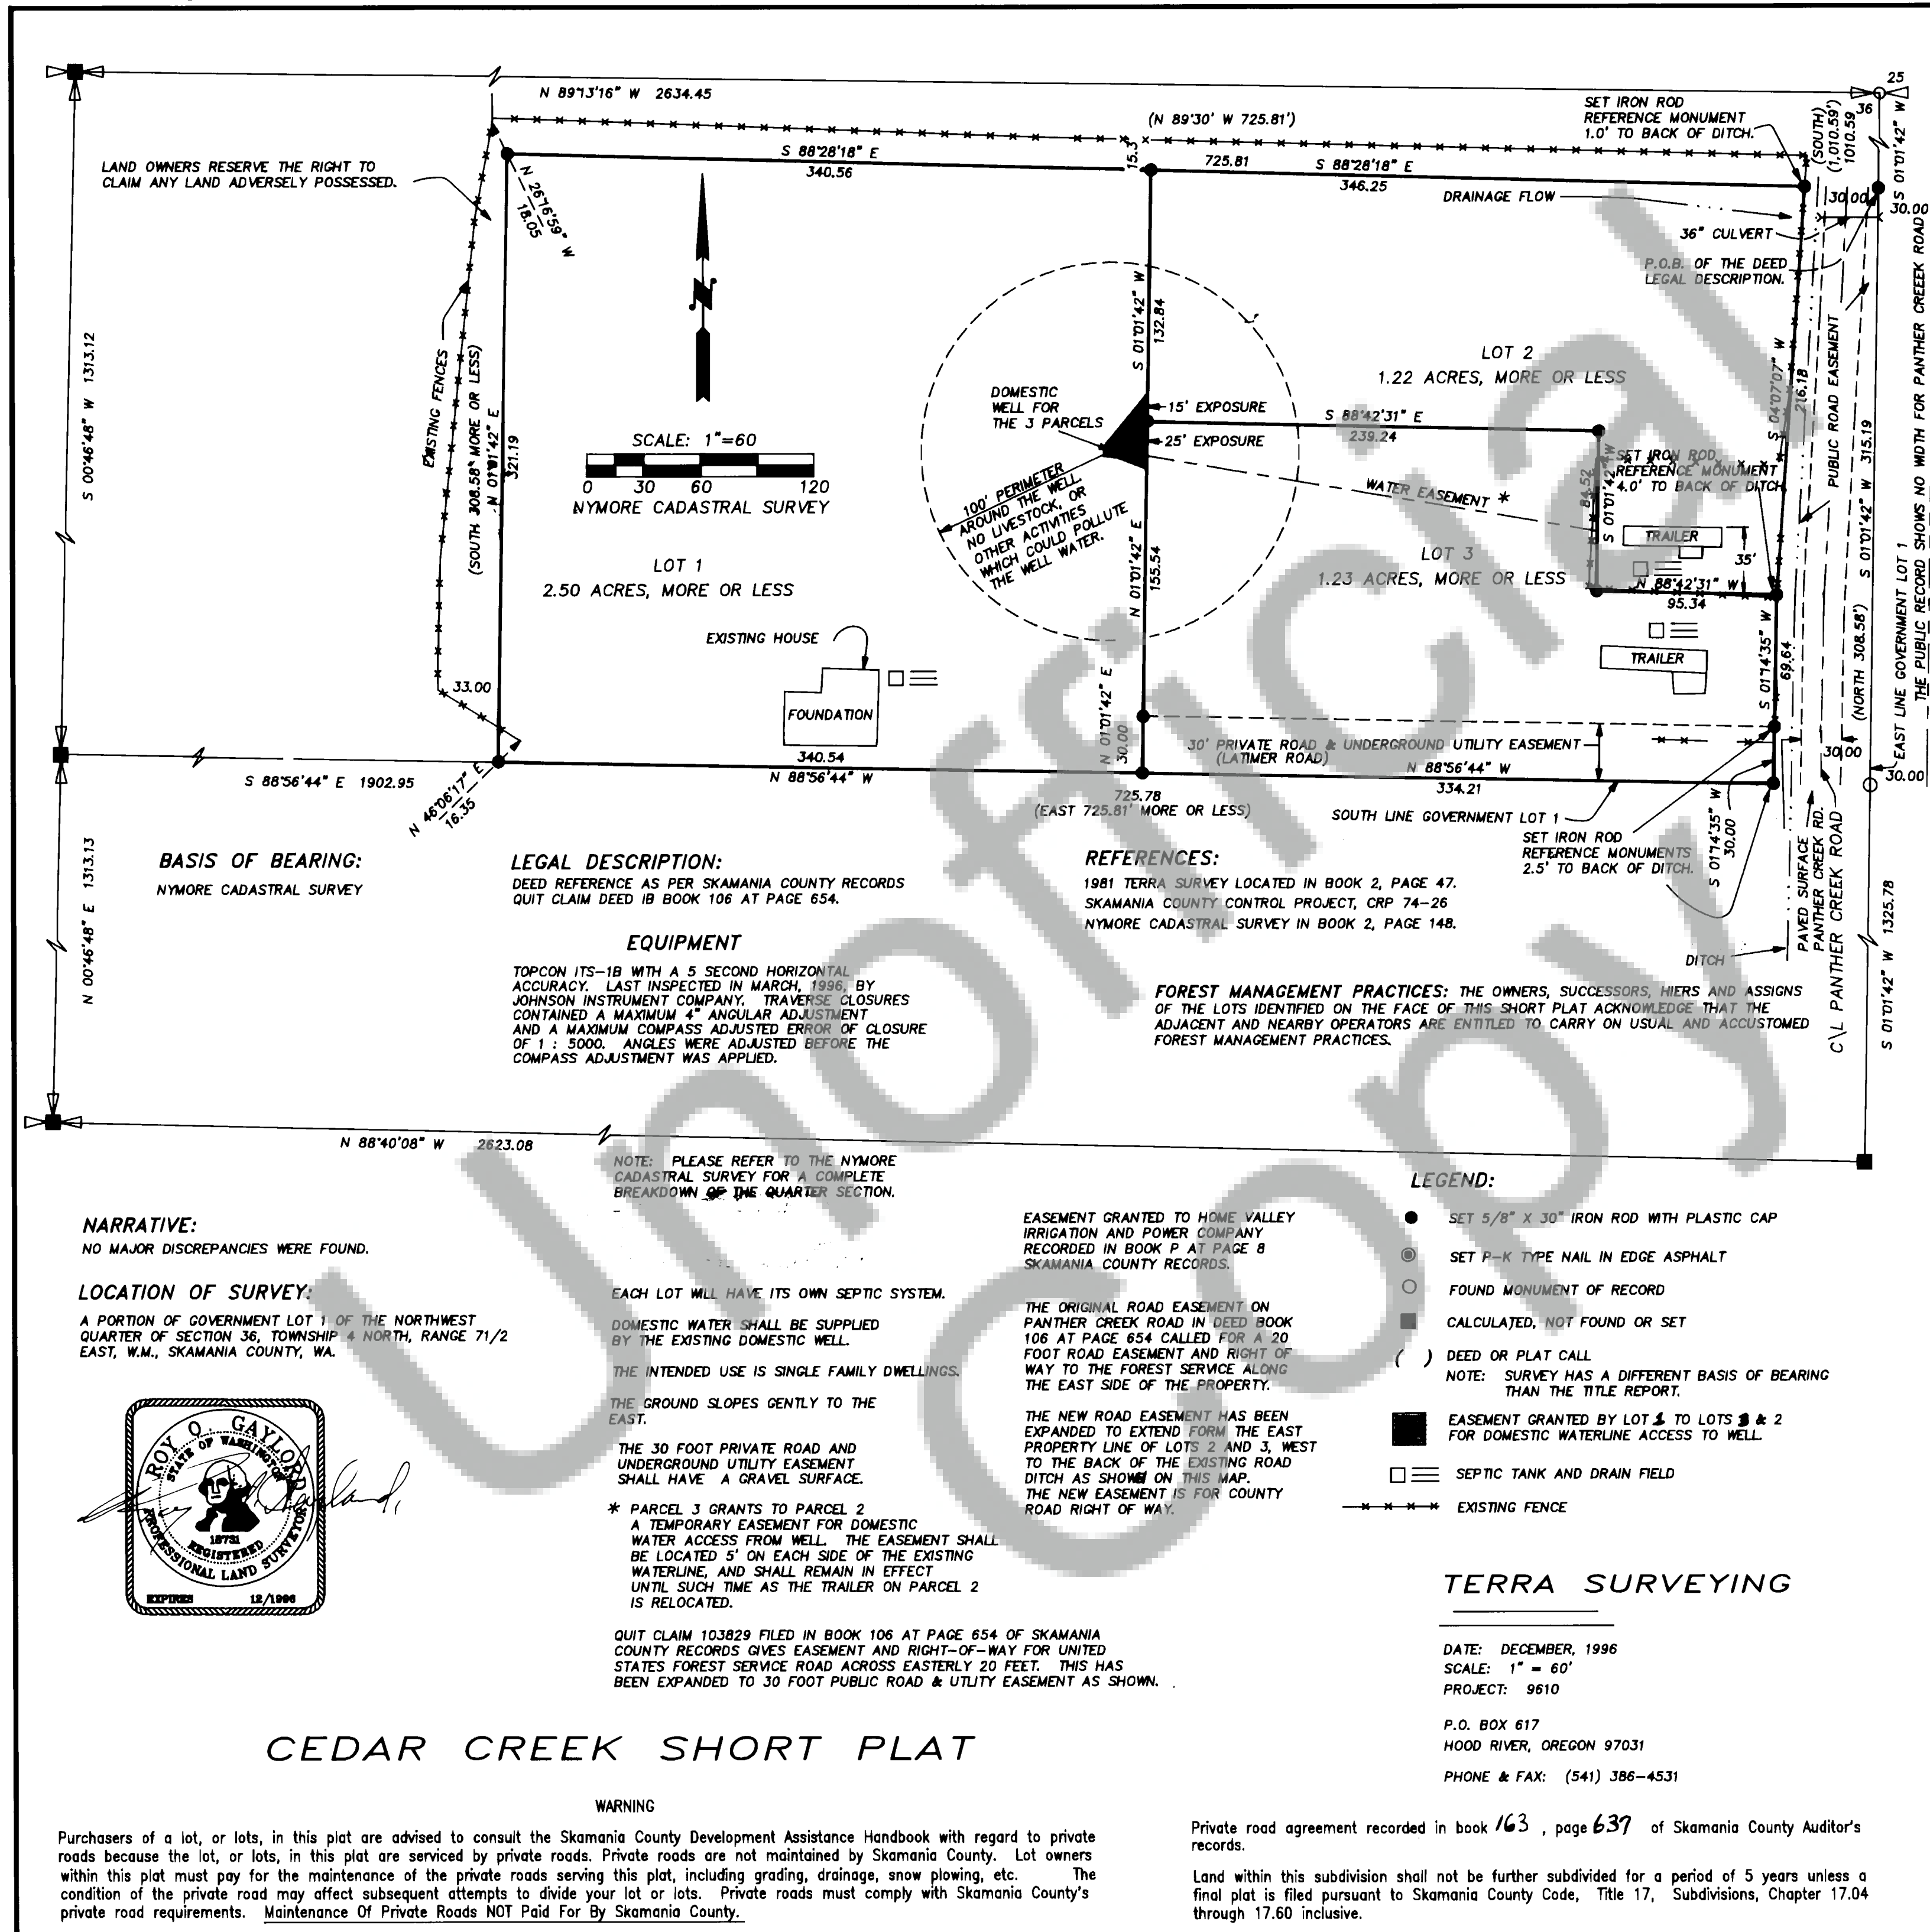 N 89°13'16" W 2634.45
25
36
(N 89°30' W 725.81')
SET IRON ROD
REFERENCE MONUMENT
1.0' TO BACK OF DITCH.
(SOUTH)
(1,010.59')
1010.59
S 01°01'42" W
LAND OWNERS RESERVE THE RIGHT TO
CLAIM ANY LAND ADVERSELY POSSESSED.
S 88°28'18" E
340.56
15.3
725.81
S 88°28'18" E
346.25
N 26°16'59" W
18.05
DRAINAGE FLOW
30.00
30.00
36" CULVERT
P.O.B. OF THE DEED
LEGAL DESCRIPTION.
S 00°46'48" W 1313.12
EXISTING FENCES
(SOUTH 308.58' MORE OR LESS)
N 01°01'42" E
321.19
S 01°01'42" W
132.84
LOT 2
1.22 ACRES, MORE OR LESS
S 04°07'07" W
216.18
PUBLIC ROAD EASEMENT
S 01°01'42" W 315.19
(NORTH 308.58')
EAST LINE GOVERNMENT LOT 1
THE PUBLIC RECORD SHOWS NO WIDTH FOR PANTHER CREEK ROAD
DOMESTIC
WELL FOR
THE 3 PARCELS
15' EXPOSURE
25' EXPOSURE
S 88°42'31" E
239.24
SCALE: 1"=60
0 30 60 120
NYMORE CADASTRAL SURVEY
100' PERIMETER
AROUND THE WELL.
NO LIVESTOCK, OR
OTHER ACTIVITIES
WHICH COULD POLLUTE
THE WELL WATER.
WATER EASEMENT *
84.52
S 01°01'42" W
SET IRON ROD
REFERENCE MONUMENT
4.0' TO BACK OF DITCH
TRAILER
35'
LOT 1
2.50 ACRES, MORE OR LESS
N 01°01'42" E
155.54
LOT 3
1.23 ACRES, MORE OR LESS
N 88°42'31" W
95.34
EXISTING HOUSE
FOUNDATION
TRAILER
S 01°14'35" W
69.64
33.00
N 01°01'42" E
30.00
30' PRIVATE ROAD & UNDERGROUND UTILITY EASEMENT
(LATIMER ROAD)
30.00
30.00
340.54
N 88°56'44" W
N 88°56'44" W
334.21
S 88°56'44" E 1902.95
N 46°06'17" E
16.35
725.78
(EAST 725.81' MORE OR LESS)
SOUTH LINE GOVERNMENT LOT 1
SET IRON ROD
REFERENCE MONUMENTS
2.5' TO BACK OF DITCH.
S 01°14'35" W
30.00
PAVED SURFACE
PANTHER CREEK RD.
C\L PANTHER CREEK ROAD
DITCH
S 01°01'42" W 1325.78
N 00°46'48" E 1313.13
BASIS OF BEARING:
NYMORE CADASTRAL SURVEY
LEGAL DESCRIPTION:
DEED REFERENCE AS PER SKAMANIA COUNTY RECORDS
QUIT CLAIM DEED IB BOOK 106 AT PAGE 654.
REFERENCES:
1981 TERRA SURVEY LOCATED IN BOOK 2, PAGE 47.
SKAMANIA COUNTY CONTROL PROJECT, CRP 74-26
NYMORE CADASTRAL SURVEY IN BOOK 2, PAGE 148.
EQUIPMENT
TOPCON ITS-1B WITH A 5 SECOND HORIZONTAL
ACCURACY. LAST INSPECTED IN MARCH, 1996, BY
JOHNSON INSTRUMENT COMPANY. TRAVERSE CLOSURES
CONTAINED A MAXIMUM 4" ANGULAR ADJUSTMENT
AND A MAXIMUM COMPASS ADJUSTED ERROR OF CLOSURE
OF 1 : 5000. ANGLES WERE ADJUSTED BEFORE THE
COMPASS ADJUSTMENT WAS APPLIED.
FOREST MANAGEMENT PRACTICES: THE OWNERS, SUCCESSORS, HIERS AND ASSIGNS
OF THE LOTS IDENTIFIED ON THE FACE OF THIS SHORT PLAT ACKNOWLEDGE THAT THE
ADJACENT AND NEARBY OPERATORS ARE ENTITLED TO CARRY ON USUAL AND ACCUSTOMED
FOREST MANAGEMENT PRACTICES.
N 88°40'08" W 2623.08
NOTE: PLEASE REFER TO THE NYMORE
CADASTRAL SURVEY FOR A COMPLETE
BREAKDOWN OF THE QUARTER SECTION.
NARRATIVE:
NO MAJOR DISCREPANCIES WERE FOUND.
LOCATION OF SURVEY:
A PORTION OF GOVERNMENT LOT 1 OF THE NORTHWEST
QUARTER OF SECTION 36, TOWNSHIP 4 NORTH, RANGE 71/2
EAST, W.M., SKAMANIA COUNTY, WA.
ROY O. GAYLORD
STATE OF WASHINGTON
18731
REGISTERED
PROFESSIONAL LAND SURVEYOR
EXPIRES 12/1996
EACH LOT WILL HAVE ITS OWN SEPTIC SYSTEM.
DOMESTIC WATER SHALL BE SUPPLIED
BY THE EXISTING DOMESTIC WELL.
THE INTENDED USE IS SINGLE FAMILY DWELLINGS.
THE GROUND SLOPES GENTLY TO THE
EAST.
THE 30 FOOT PRIVATE ROAD AND
UNDERGROUND UTILITY EASEMENT
SHALL HAVE A GRAVEL SURFACE.
* PARCEL 3 GRANTS TO PARCEL 2
A TEMPORARY EASEMENT FOR DOMESTIC
WATER ACCESS FROM WELL. THE EASEMENT SHALL
BE LOCATED 5' ON EACH SIDE OF THE EXISTING
WATERLINE, AND SHALL REMAIN IN EFFECT
UNTIL SUCH TIME AS THE TRAILER ON PARCEL 2
IS RELOCATED.
QUIT CLAIM 103829 FILED IN BOOK 106 AT PAGE 654 OF SKAMANIA
COUNTY RECORDS GIVES EASEMENT AND RIGHT-OF-WAY FOR UNITED
STATES FOREST SERVICE ROAD ACROSS EASTERLY 20 FEET. THIS HAS
BEEN EXPANDED TO 30 FOOT PUBLIC ROAD & UTLITY EASEMENT AS SHOWN.
EASEMENT GRANTED TO HOME VALLEY
IRRIGATION AND POWER COMPANY
RECORDED IN BOOK P AT PAGE 8
SKAMANIA COUNTY RECORDS.
THE ORIGINAL ROAD EASEMENT ON
PANTHER CREEK ROAD IN DEED BOOK
106 AT PAGE 654 CALLED FOR A 20
FOOT ROAD EASEMENT AND RIGHT OF
WAY TO THE FOREST SERVICE ALONG
THE EAST SIDE OF THE PROPERTY.
THE NEW ROAD EASEMENT HAS BEEN
EXPANDED TO EXTEND FORM THE EAST
PROPERTY LINE OF LOTS 2 AND 3, WEST
TO THE BACK OF THE EXISTING ROAD
DITCH AS SHOWN ON THIS MAP.
THE NEW EASEMENT IS FOR COUNTY
ROAD RIGHT OF WAY.
LEGEND:
SET 5/8" X 30" IRON ROD WITH PLASTIC CAP
SET P-K TYPE NAIL IN EDGE ASPHALT
FOUND MONUMENT OF RECORD
CALCULATED, NOT FOUND OR SET
( ) DEED OR PLAT CALL
NOTE: SURVEY HAS A DIFFERENT BASIS OF BEARING
THAN THE TITLE REPORT.
EASEMENT GRANTED BY LOT 1 TO LOTS 3 & 2
FOR DOMESTIC WATERLINE ACCESS TO WELL.
SEPTIC TANK AND DRAIN FIELD
EXISTING FENCE
TERRA SURVEYING
DATE: DECEMBER, 1996
SCALE: 1" = 60'
PROJECT: 9610
P.O. BOX 617
HOOD RIVER, OREGON 97031
PHONE & FAX: (541) 386-4531
CEDAR CREEK SHORT PLAT
WARNING
Purchasers of a lot, or lots, in this plat are advised to consult the Skamania County Development Assistance Handbook with regard to private
roads because the lot, or lots, in this plat are serviced by private roads. Private roads are not maintained by Skamania County. Lot owners
within this plat must pay for the maintenance of the private roads serving this plat, including grading, drainage, snow plowing, etc. The
condition of the private road may affect subsequent attempts to divide your lot or lots. Private roads must comply with Skamania County's
private road requirements. Maintenance Of Private Roads NOT Paid For By Skamania County.
Private road agreement recorded in book 163 , page 637 of Skamania County Auditor's
records.
Land within this subdivision shall not be further subdivided for a period of 5 years unless a
final plat is filed pursuant to Skamania County Code, Title 17, Subdivisions, Chapter 17.04
through 17.60 inclusive.
Unofficial
Copy